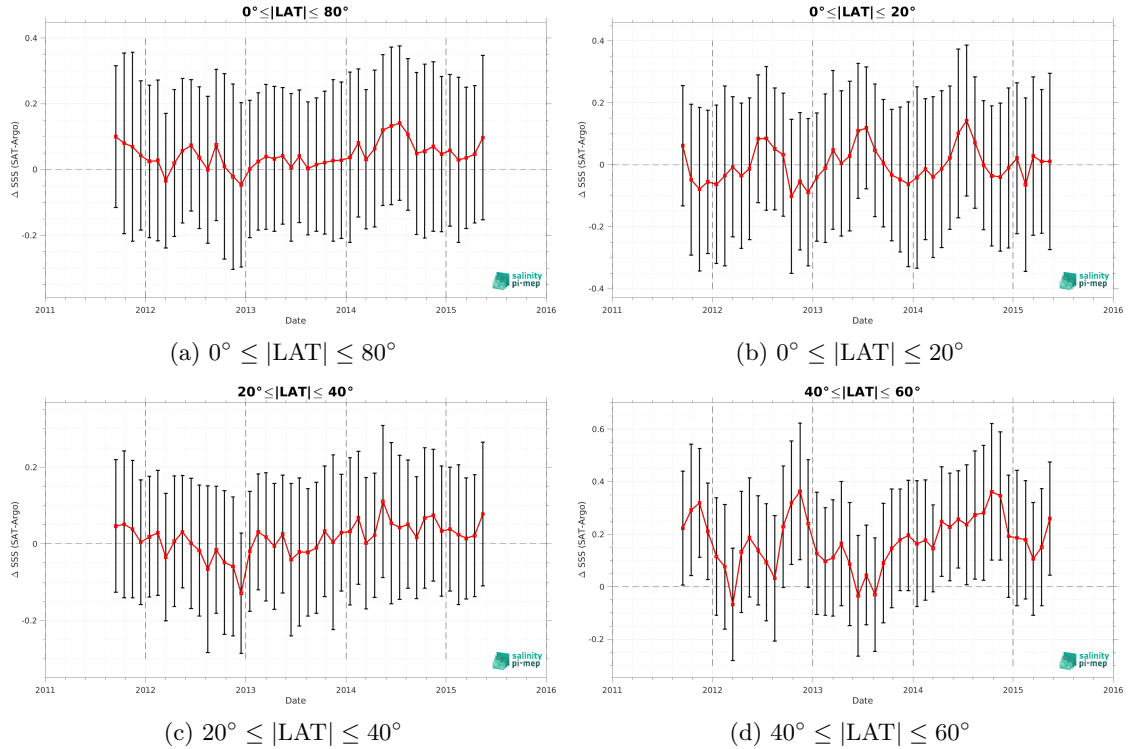 0°≤|LAT|≤ 80°
Δ SSS (SAT-Argo)
0.2
0
-0.2
2011 2012 2013 2014 2015 2016
Date
salinity
pi-mep
(a) 0° ≤ |LAT| ≤ 80°
0°≤|LAT|≤ 20°
Δ SSS (SAT-Argo)
0.4
0.2
0
-0.2
-0.4
2011 2012 2013 2014 2015 2016
Date
salinity
pi-mep
(b) 0° ≤ |LAT| ≤ 20°
20°≤|LAT|≤ 40°
Δ SSS (SAT-Argo)
0.2
0
-0.2
2011 2012 2013 2014 2015 2016
Date
salinity
pi-mep
(c) 20° ≤ |LAT| ≤ 40°
40°≤|LAT|≤ 60°
Δ SSS (SAT-Argo)
0.6
0.4
0.2
0
-0.2
2011 2012 2013 2014 2015 2016
Date
salinity
pi-mep
(d) 40° ≤ |LAT| ≤ 60°